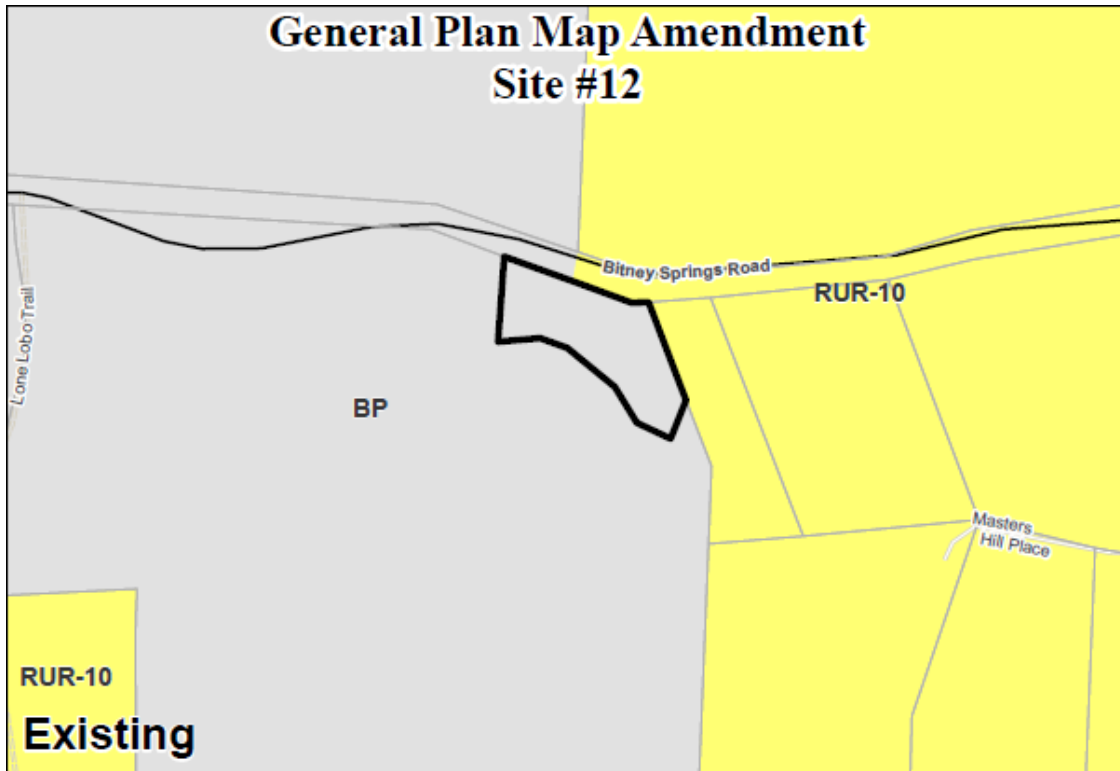 General Plan Map Amendment
Site #12
Bitney Springs Road
RUR-10
Lone Lobo Trail
BP
Masters
Hill Place
RUR-10
Existing